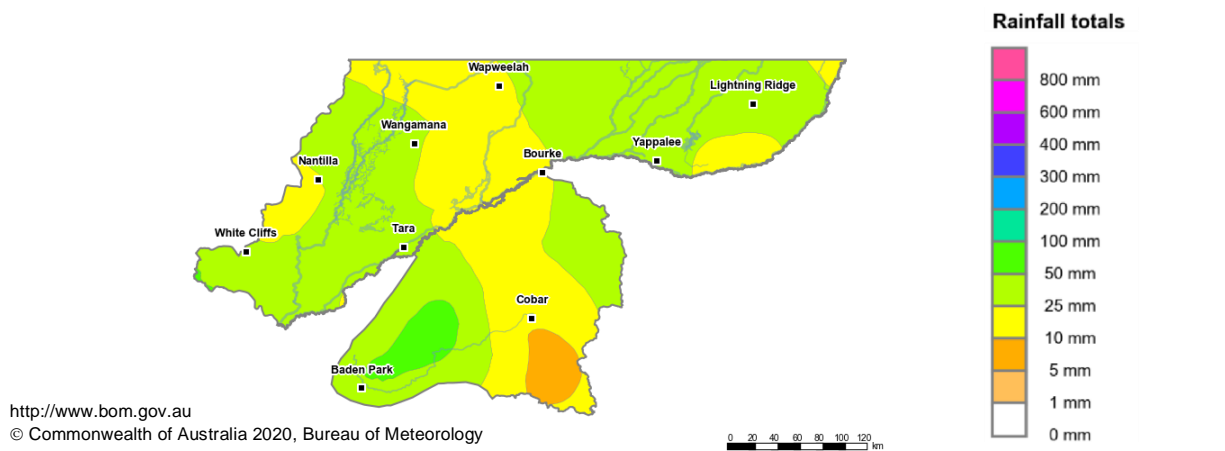 Rainfall totals
Wapweelah
Lightning Ridge
Wangamana
Yappalee
Bourke
Nantilla
Tara
White Cliffs
Cobar
Baden Park
800 mm
600 mm
400 mm
300 mm
200 mm
100 mm
50 mm
25 mm
10 mm
5 mm
1 mm
0 mm
http://www.bom.gov.au
© Commonwealth of Australia 2020, Bureau of Meteorology
0 20 40 60 80 100 120
km